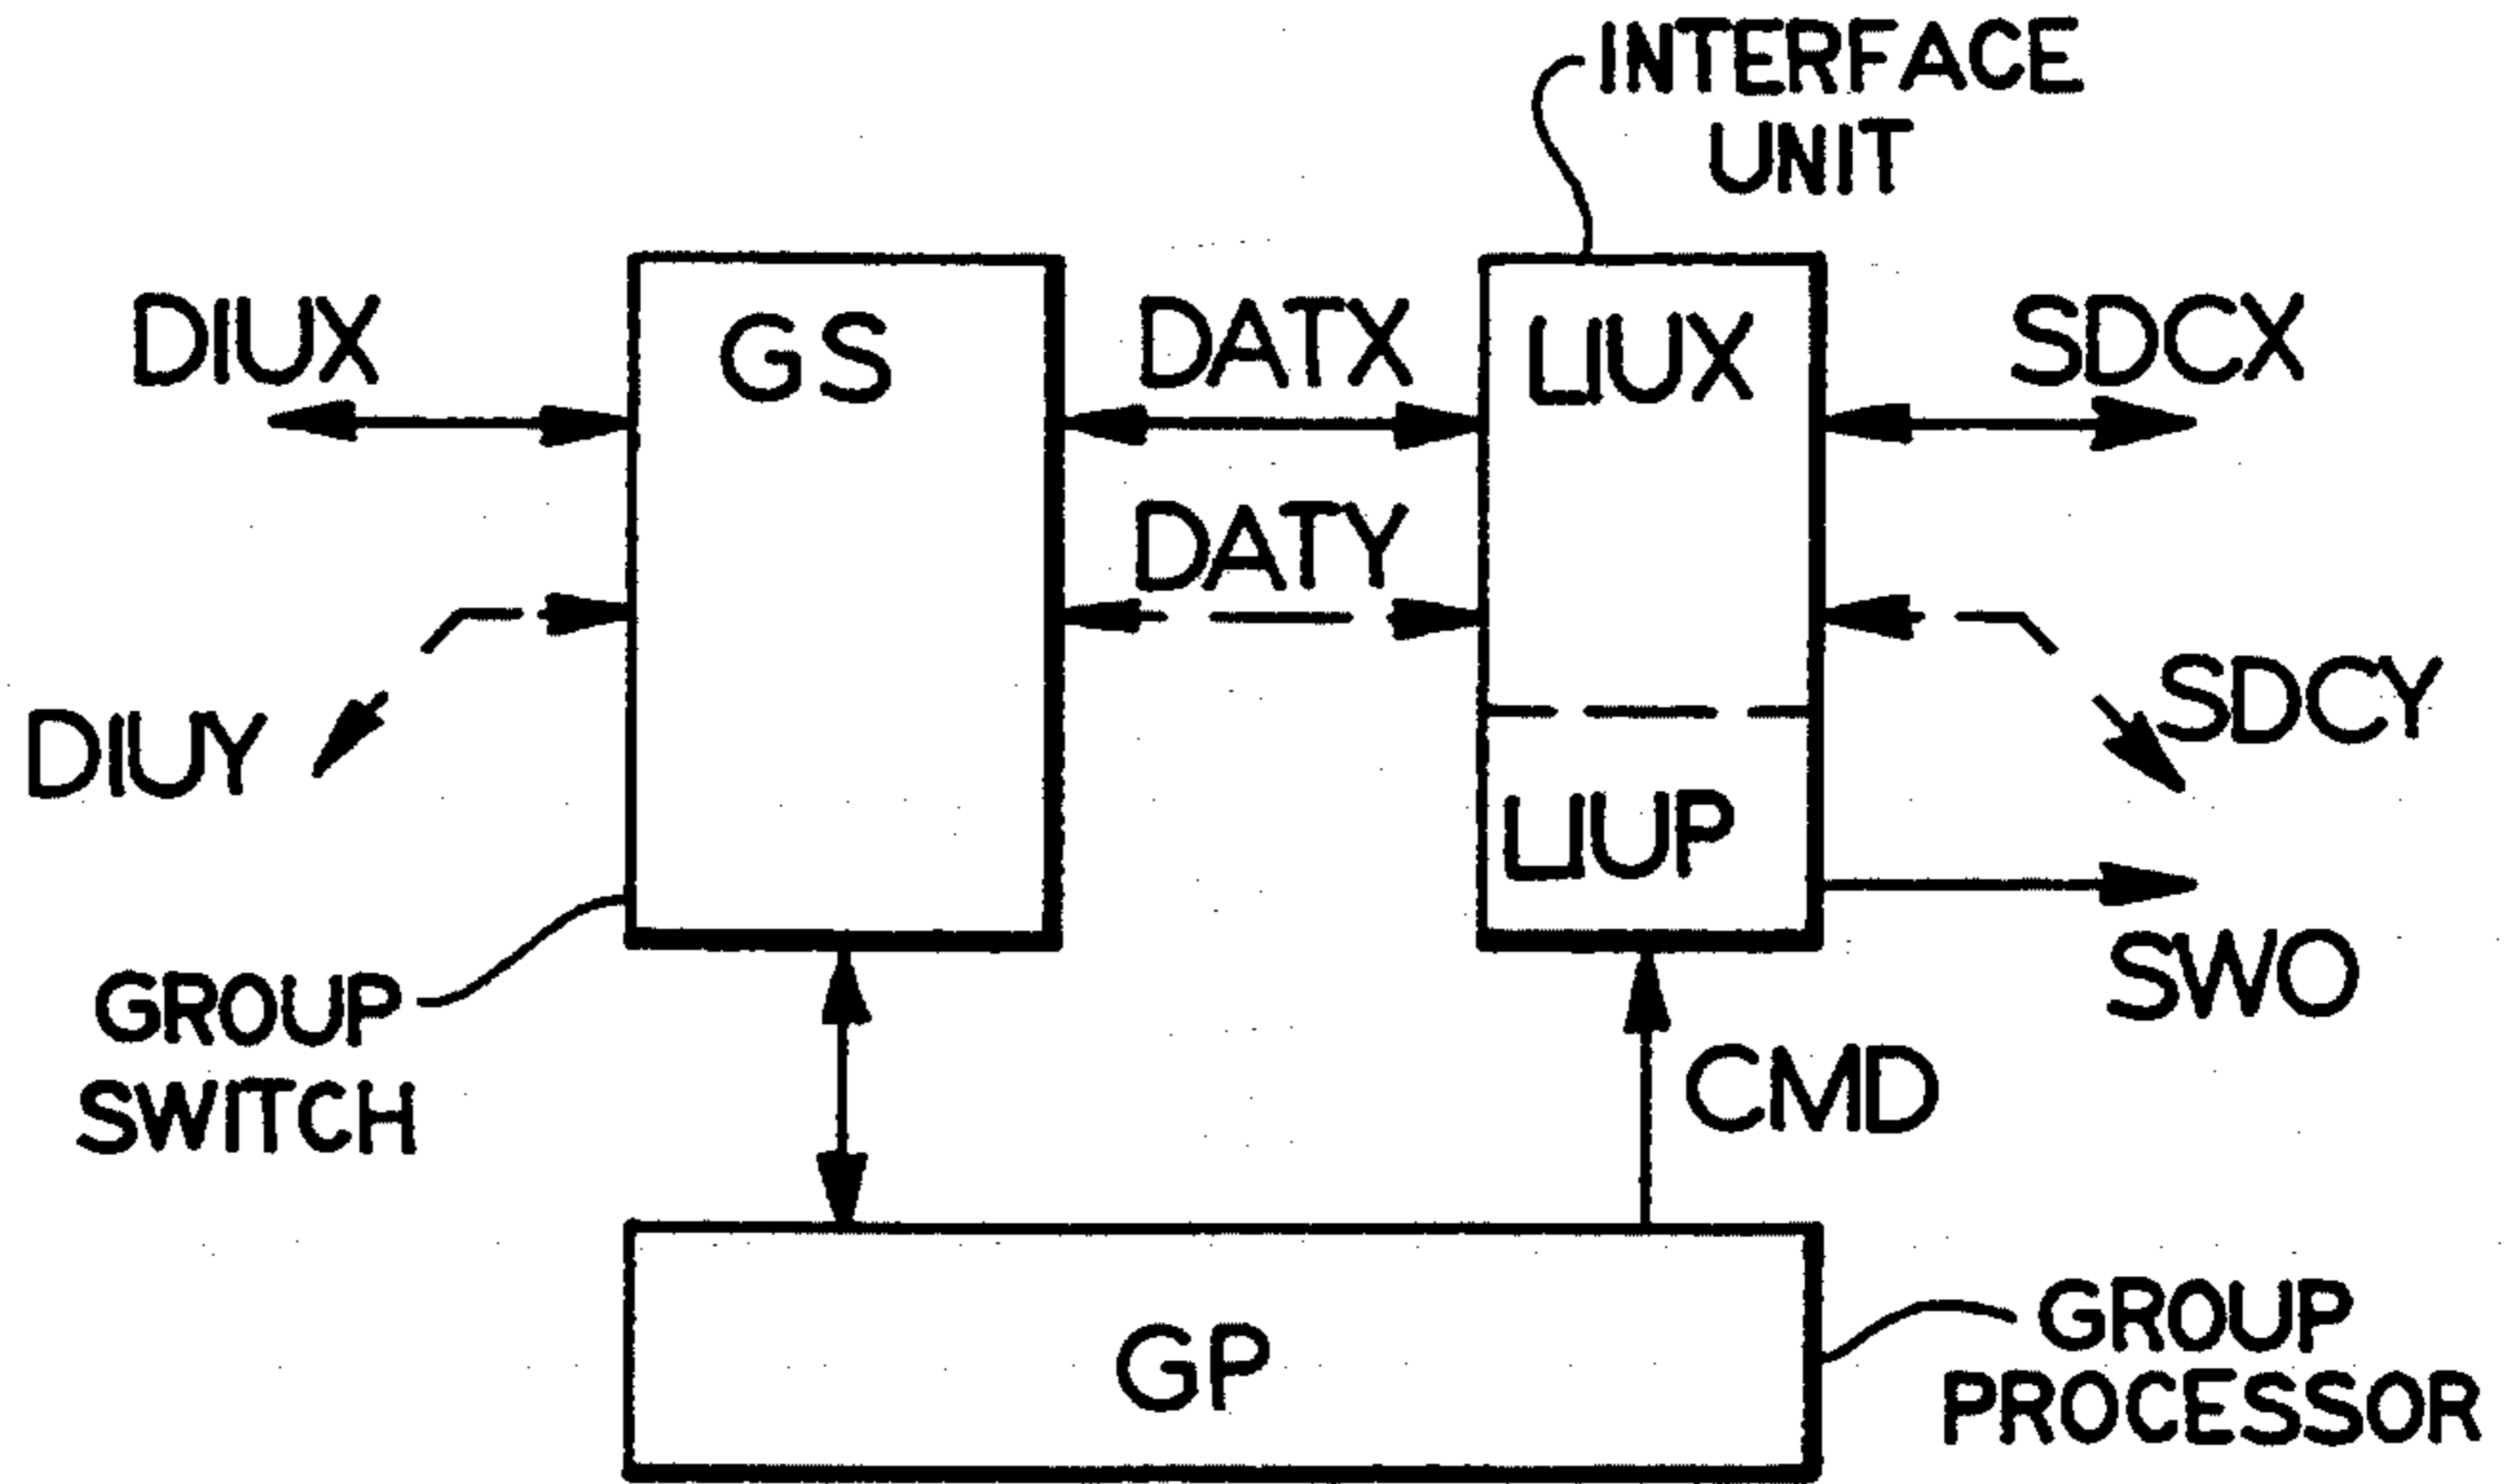 INTERFACE
UNIT
DIUX
GS
DATX
LIUX
SDCX
DATY
DIUY
SDCY
LIUP
SWO
GROUP
SWITCH
CMD
GP
GROUP
PROCESSOR